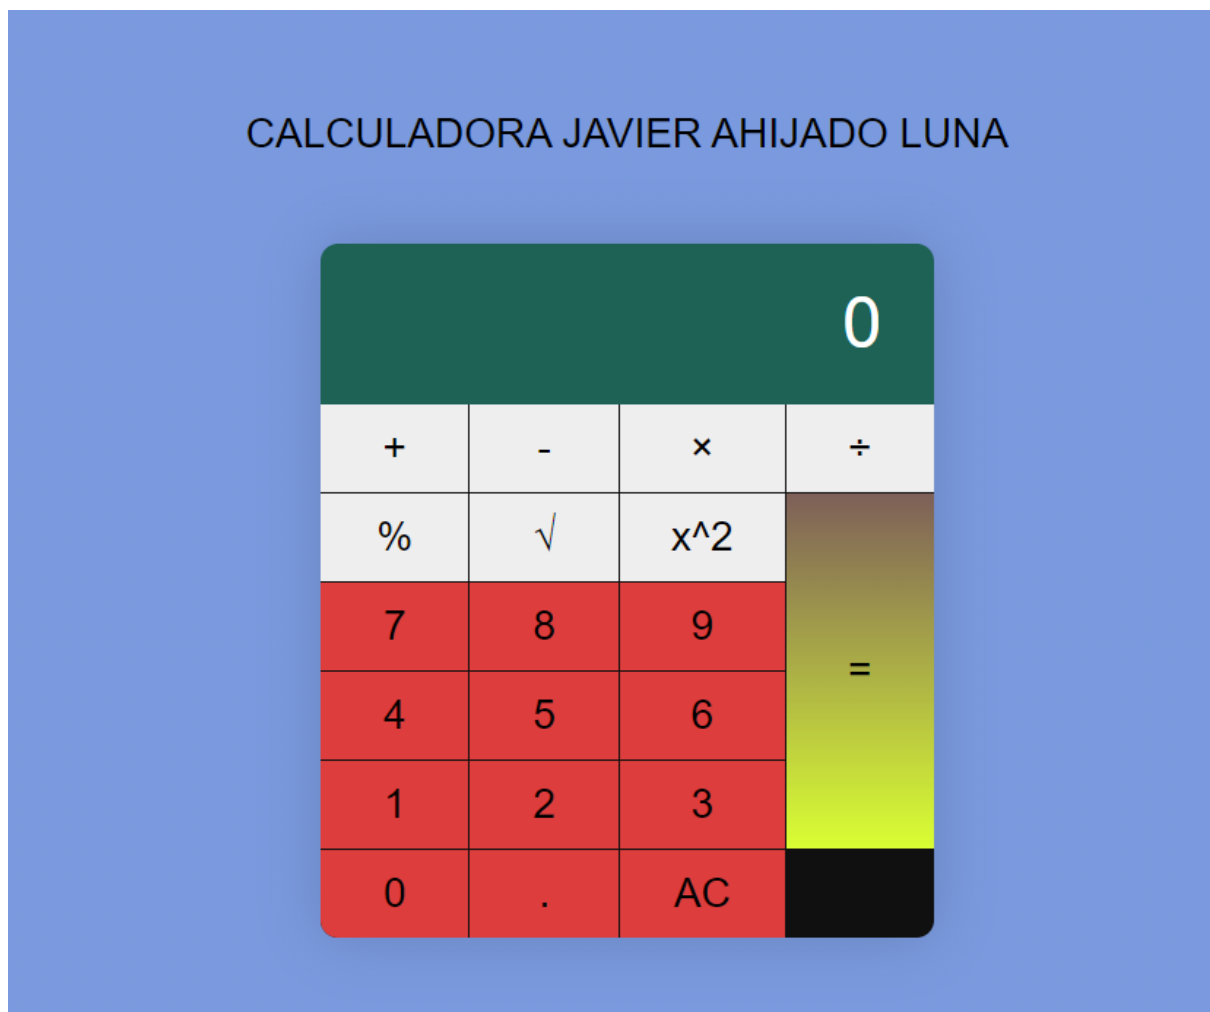 CALCULADORA JAVIER AHIJADO LUNA
0
+ - × ÷
% √ x^2
7 8 9
=
4 5 6
1 2 3
0 . AC